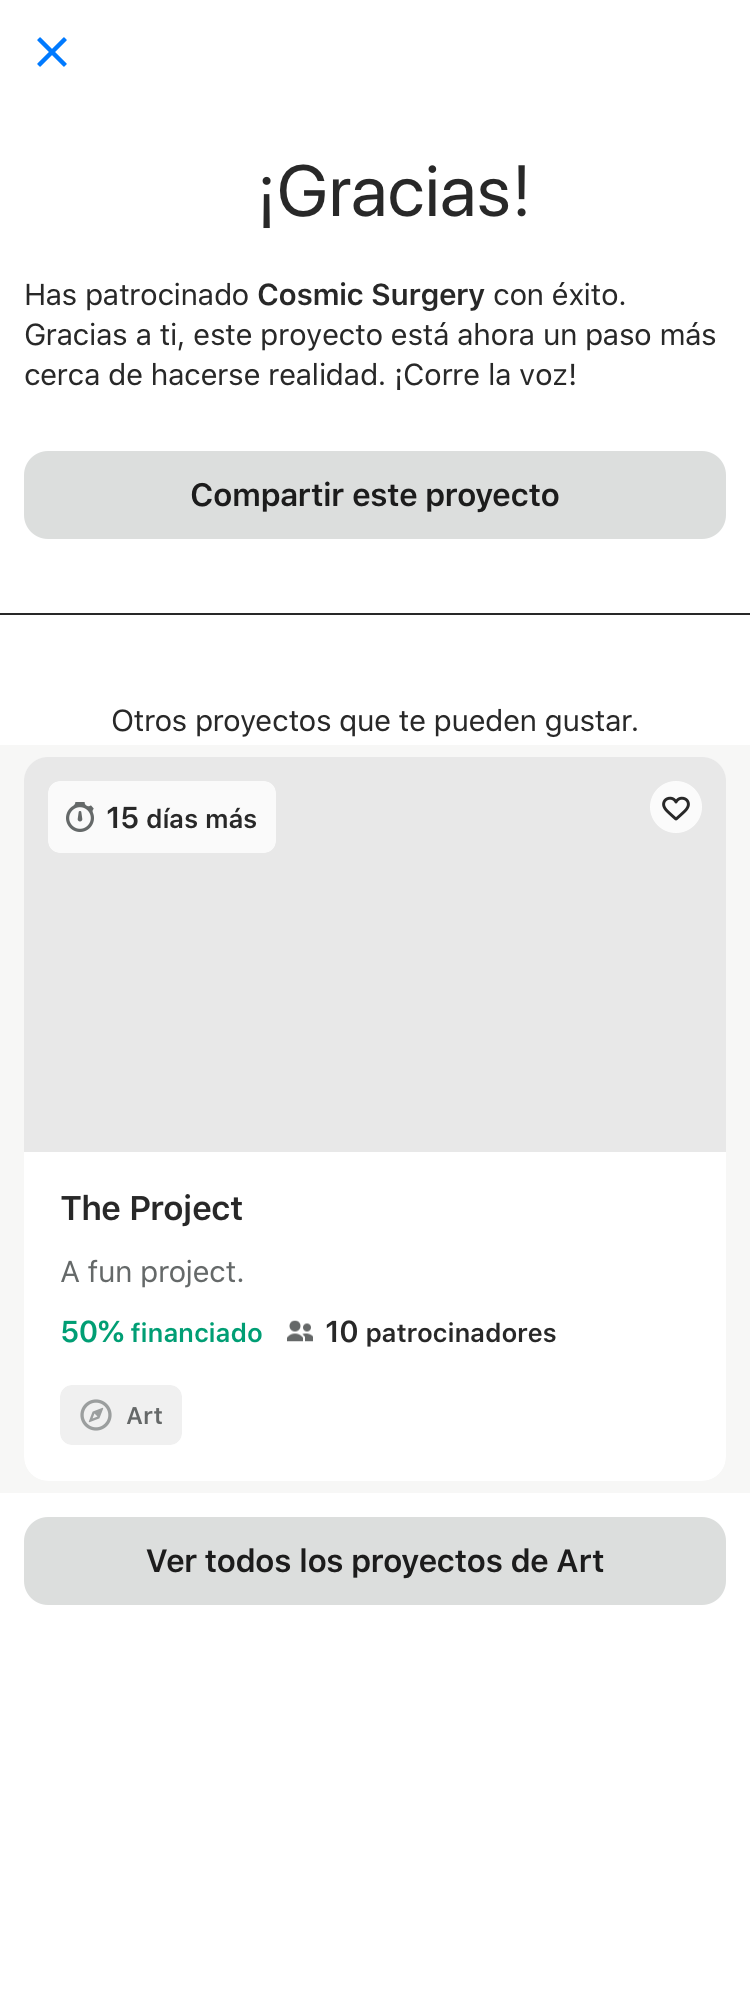 ¡Gracias!
Has patrocinado Cosmic Surgery con éxito.
Gracias a ti, este proyecto está ahora un paso más
cerca de hacerse realidad. ¡Corre la voz!
Compartir este proyecto
Otros proyectos que te pueden gustar.
15 días más
The Project
A fun project.
50% financiado 10 patrocinadores
Art
Ver todos los proyectos de Art